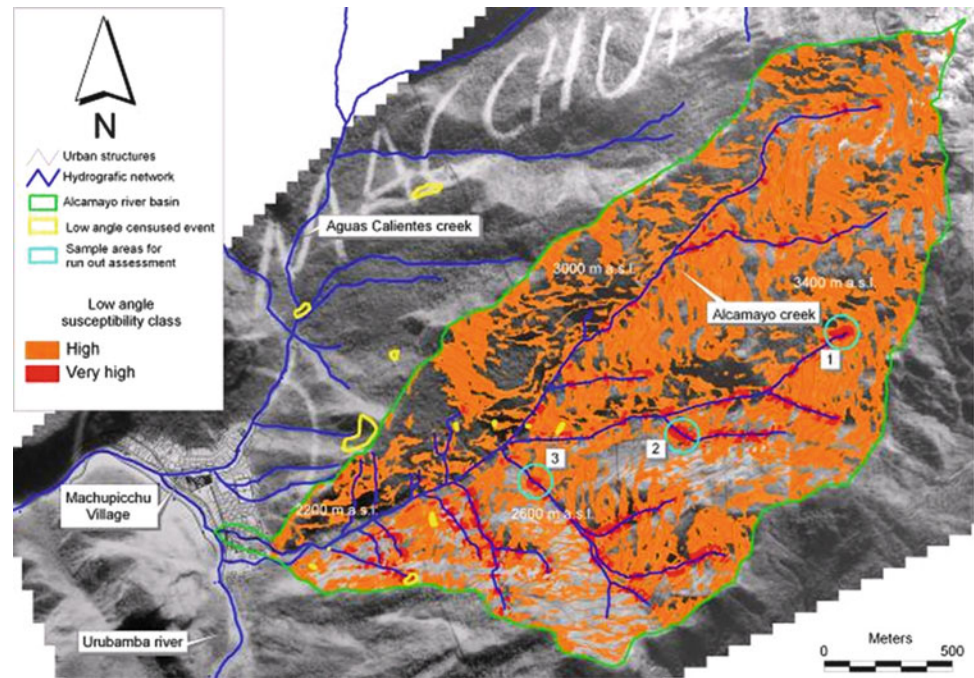 N
Urban structures
Hydrografic network
Alcamayo river basin
Low angle censused event
Sample areas for
run out assessment
Low angle
susceptibility class
High
Very high
Aguas Calientes creek
3000 m a.s.l.
3400 m a.s.l.
Alcamayo creek
1
2
3
2200 m a.s.l.
2600 m a.s.l.
Machupicchu
Village
Urubamba river
Meters
0 500